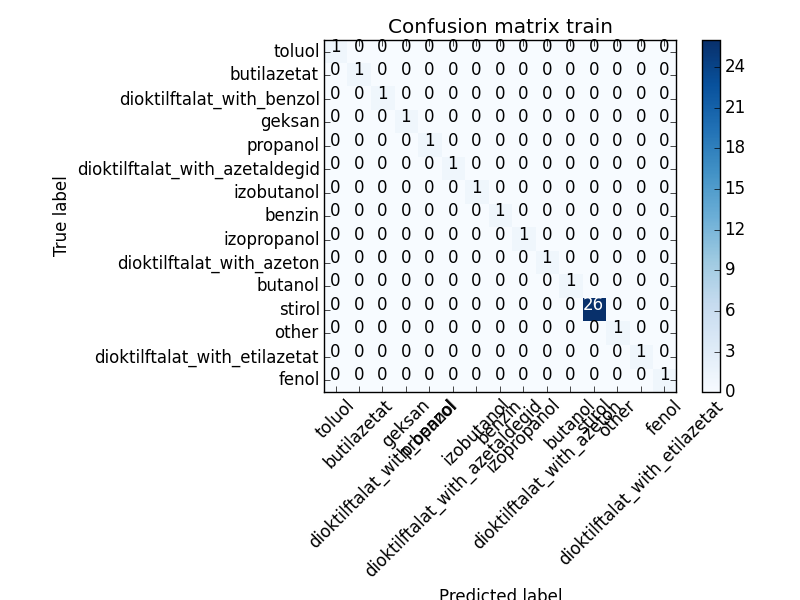 Confusion matrix train
toluol 1 0 0 0 0 0 0 0 0 0 0 0 0 0 0
butilazetat 0 1 0 0 0 0 0 0 0 0 0 0 0 0 0
dioktilftalat_with_benzol 0 0 1 0 0 0 0 0 0 0 0 0 0 0 0
geksan 0 0 0 1 0 0 0 0 0 0 0 0 0 0 0
propanol 0 0 0 0 1 0 0 0 0 0 0 0 0 0 0
dioktilftalat_with_azetaldegid 0 0 0 0 0 1 0 0 0 0 0 0 0 0 0
izobutanol 0 0 0 0 0 0 1 0 0 0 0 0 0 0 0
benzin 0 0 0 0 0 0 0 1 0 0 0 0 0 0 0
izopropanol 0 0 0 0 0 0 0 0 1 0 0 0 0 0 0
dioktilftalat_with_azeton 0 0 0 0 0 0 0 0 0 1 0 0 0 0 0
butanol 0 0 0 0 0 0 0 0 0 0 1 0 0 0 0
stirol 0 0 0 0 0 0 0 0 0 0 0 26 0 0 0
other 0 0 0 0 0 0 0 0 0 0 0 0 1 0 0
dioktilftalat_with_etilazetat 0 0 0 0 0 0 0 0 0 0 0 0 0 1 0
fenol 0 0 0 0 0 0 0 0 0 0 0 0 0 0 1
True label
toluol
butilazetat
dioktilftalat_with_benzol
geksan
propanol
dioktilftalat_with_azetaldegid
izobutanol
benzin
izopropanol
dioktilftalat_with_azeton
butanol
stirol
other
dioktilftalat_with_etilazetat
fenol
Predicted label
24
21
18
15
12
9
6
3
0